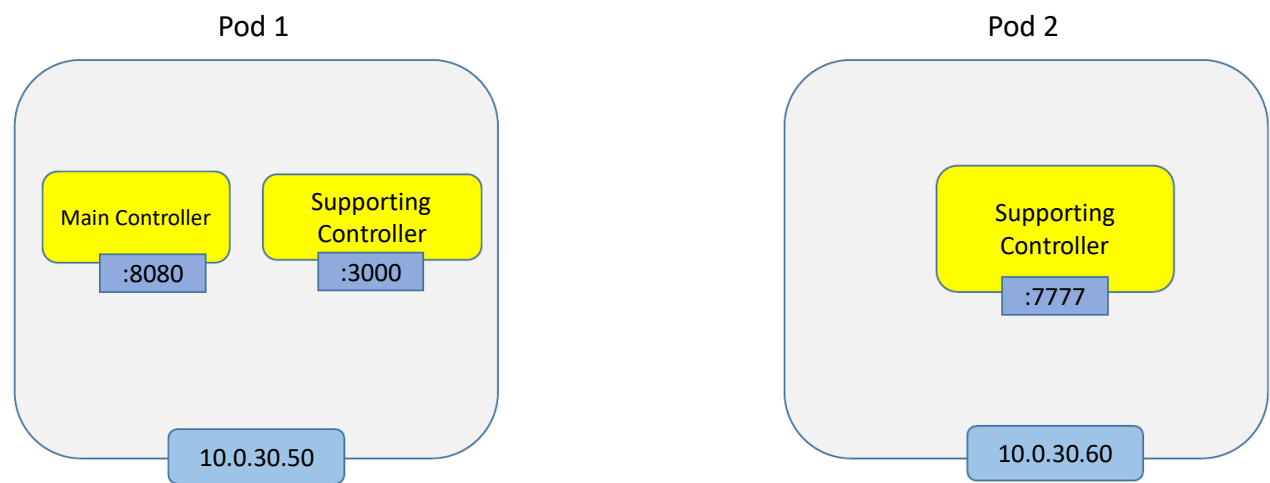 Pod 1
Main Controller
:8080
Supporting
Controller
:3000
10.0.30.50
Pod 2
Supporting
Controller
:7777
10.0.30.60